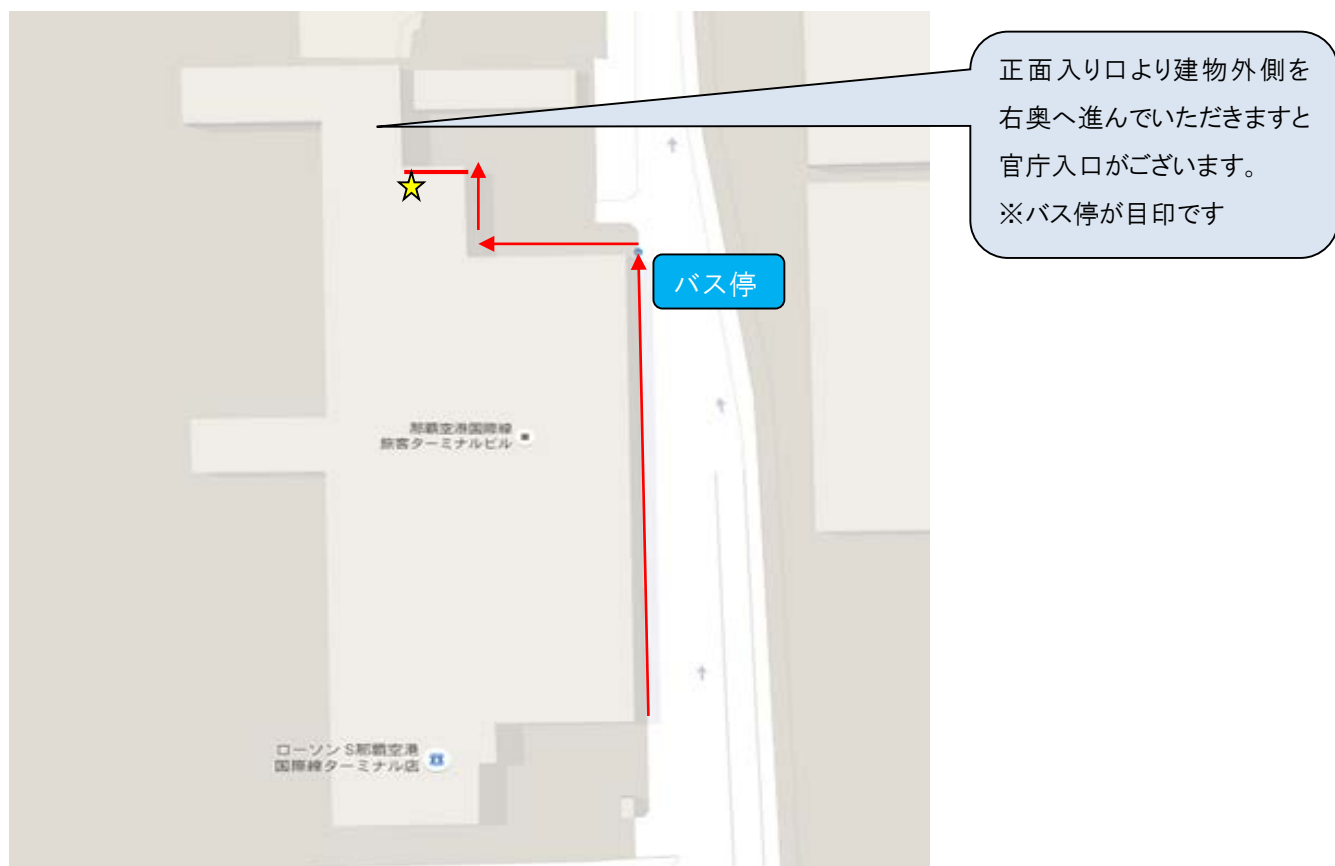 正面入り口より建物外側を
右奥へ進んでいただきますと
官庁入口がございます。
※バス停が目印です
バス停
那覇空港国際線
旅客ターミナルビル
ローソン S那覇空港
国際線ターミナル店